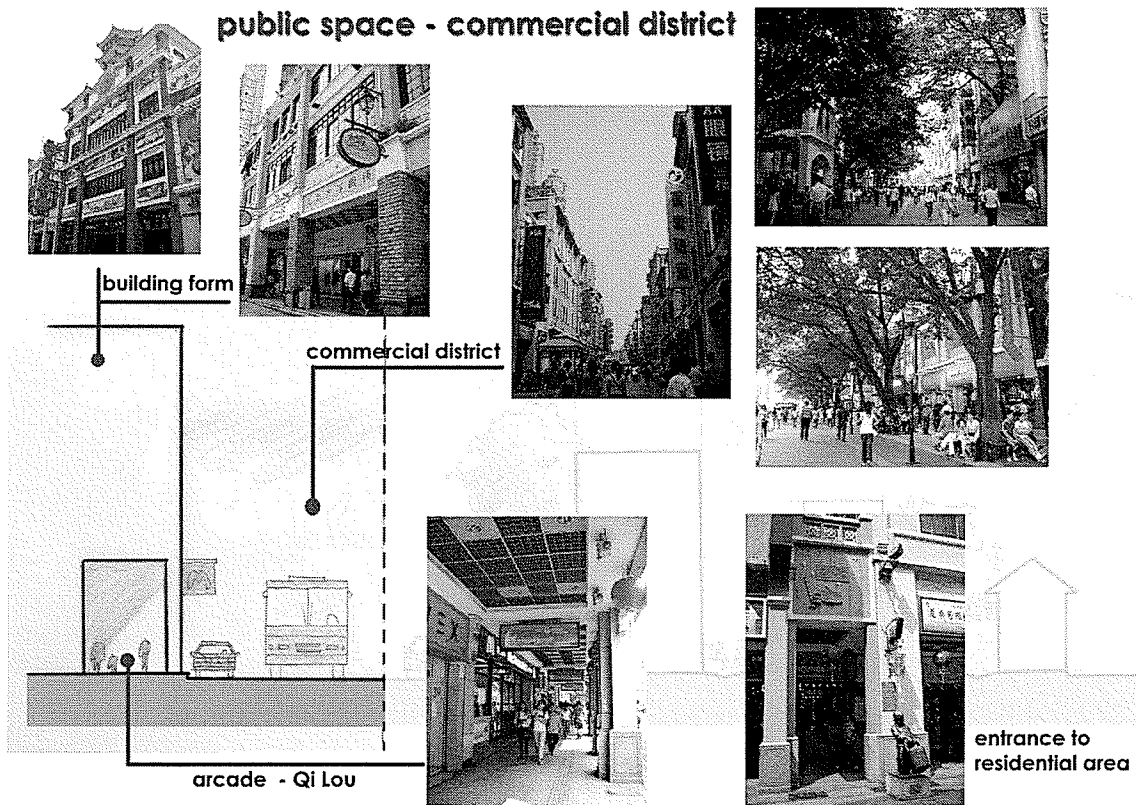 public space - commercial district
building form
commercial district
arcade - Qi Lou
entrance to
residential area